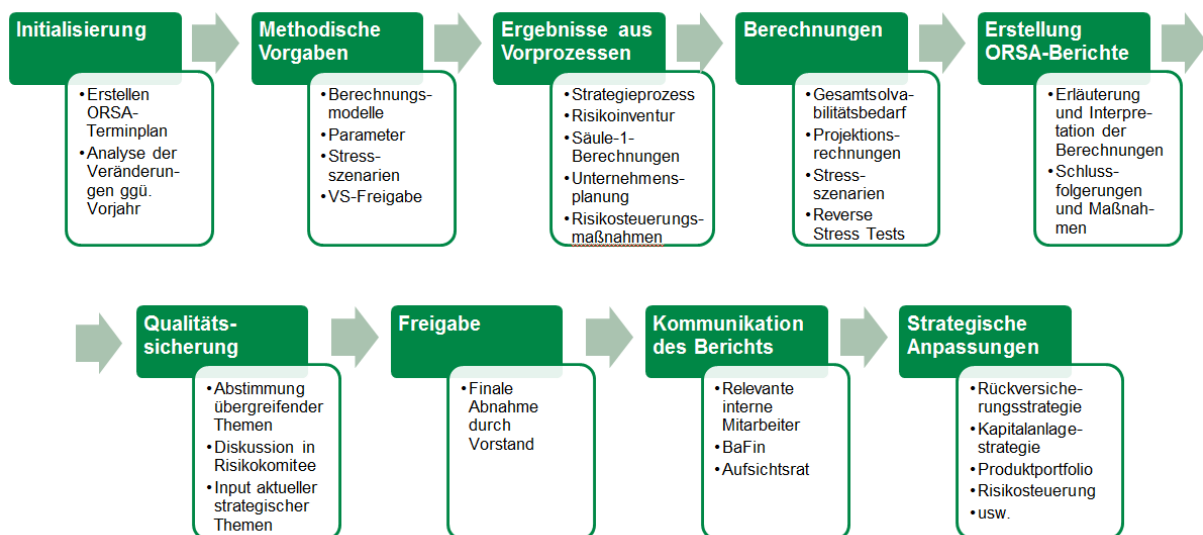 Initialisierung
• Erstellen
ORSA-
Terminplan
• Analyse der
Veränderun-
gen ggü.
Vorjahr
Methodische
Vorgaben
• Berechnungs-
modelle
• Parameter
• Stress-
szenarien
• VS-Freigabe
Ergebnisse aus
Vorprozessen
• Strategieprozess
• Risikoinventur
• Säule-1-
Berechnungen
• Unternehmens-
planung
• Risikosteuerungs-
maßnahmen
Berechnungen
• Gesamtsolva-
bilitätsbedarf
• Projektions-
rechnungen
• Stress-
szenarien
• Reverse
Stress Tests
Erstellung
ORSA-Berichte
• Erläuterung
und Interpre-
tation der
Berechnungen
• Schluss-
folgerungen
und Maßnah-
men
Qualitäts-
sicherung
• Abstimmung
übergreifender
Themen
• Diskussion in
Risikokomitee
• Input aktueller
strategischer
Themen
Freigabe
• Finale
Abnahme
durch
Vorstand
Kommunikation
des Berichts
• Relevante
interne
Mitarbeiter
• BaFin
• Aufsichtsrat
Strategische
Anpassungen
• Rückversiche-
rungsstrategie
• Kapitalanlage-
strategie
• Produktportfolio
• Risikosteuerung
• usw.